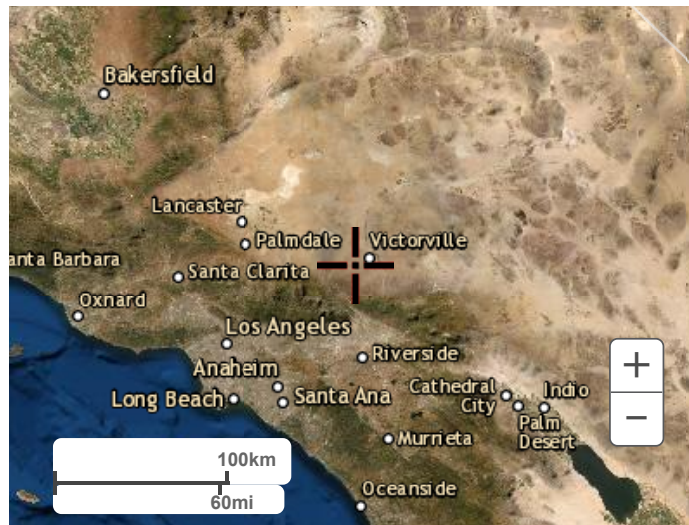 Bakersfield
Lancaster
Palmdale
Victorville
anta Barbara
Santa Clarita
Oxnard
Los Angeles
Riverside
Anaheim
Cathedral
City
Indio
Long Beach
Santa Ana
Palm
Desert
Murrieta
100km
60mi
Oceanside
+
−